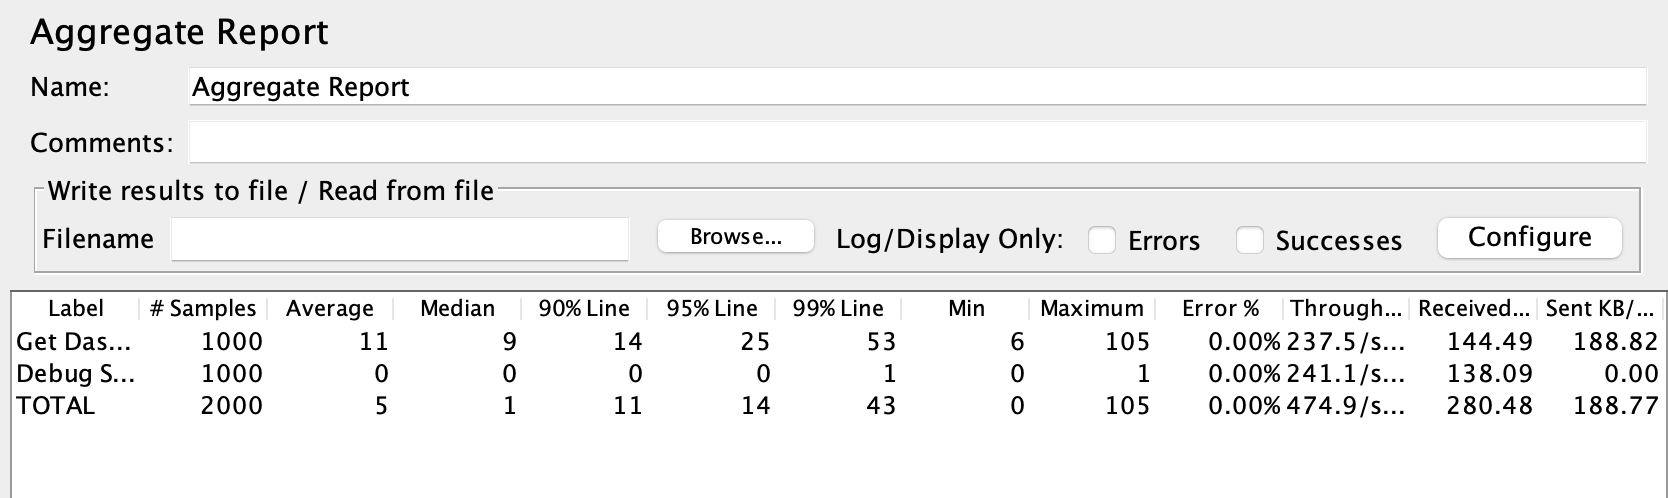 Aggregate Report
Name: Aggregate Report
Comments:
Write results to file / Read from file
Filename Browse... Log/Display Only: Errors Successes Configure
Label # Samples Average Median 90% Line 95% Line 99% Line Min Maximum Error % Through... Received... Sent KB/...
Get Das... 1000 11 9 14 25 53 6 105 0.00% 237.5/s... 144.49 188.82
Debug S... 1000 0 0 0 0 1 0 1 0.00% 241.1/s... 138.09 0.00
TOTAL 2000 5 1 11 14 43 0 105 0.00% 474.9/s... 280.48 188.77